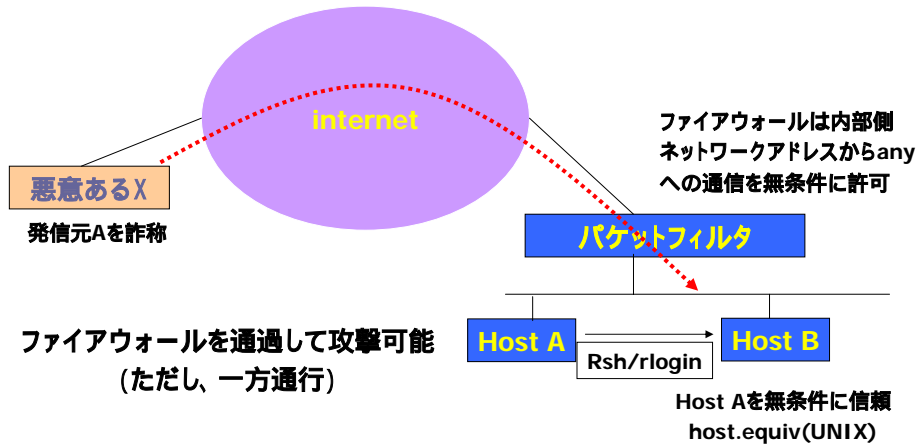 internet
ファイアウォールは内部側
ネットワークアドレスからany
への通信を無条件に許可
悪意あるX
発信元Aを詐称
パケットフィルタ
ファイアウォールを通過して攻撃可能
(ただし、一方通行)
Host A
Host B
Rsh/rlogin
Host Aを無条件に信頼
host.equiv(UNIX)